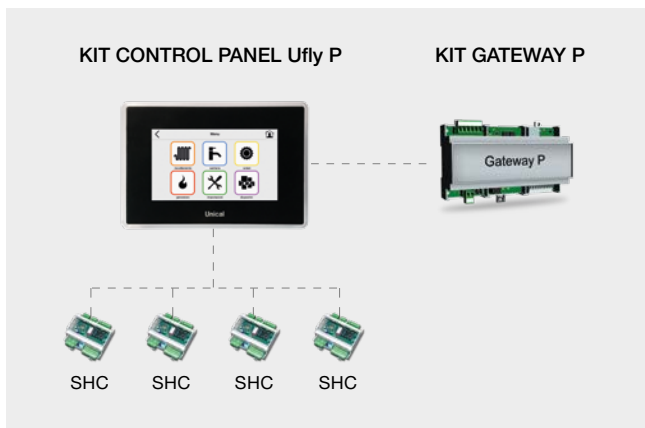 KIT CONTROL PANEL Ufly P
KIT GATEWAY P
Menu
Gateway P
Unical
SHC
SHC
SHC
SHC